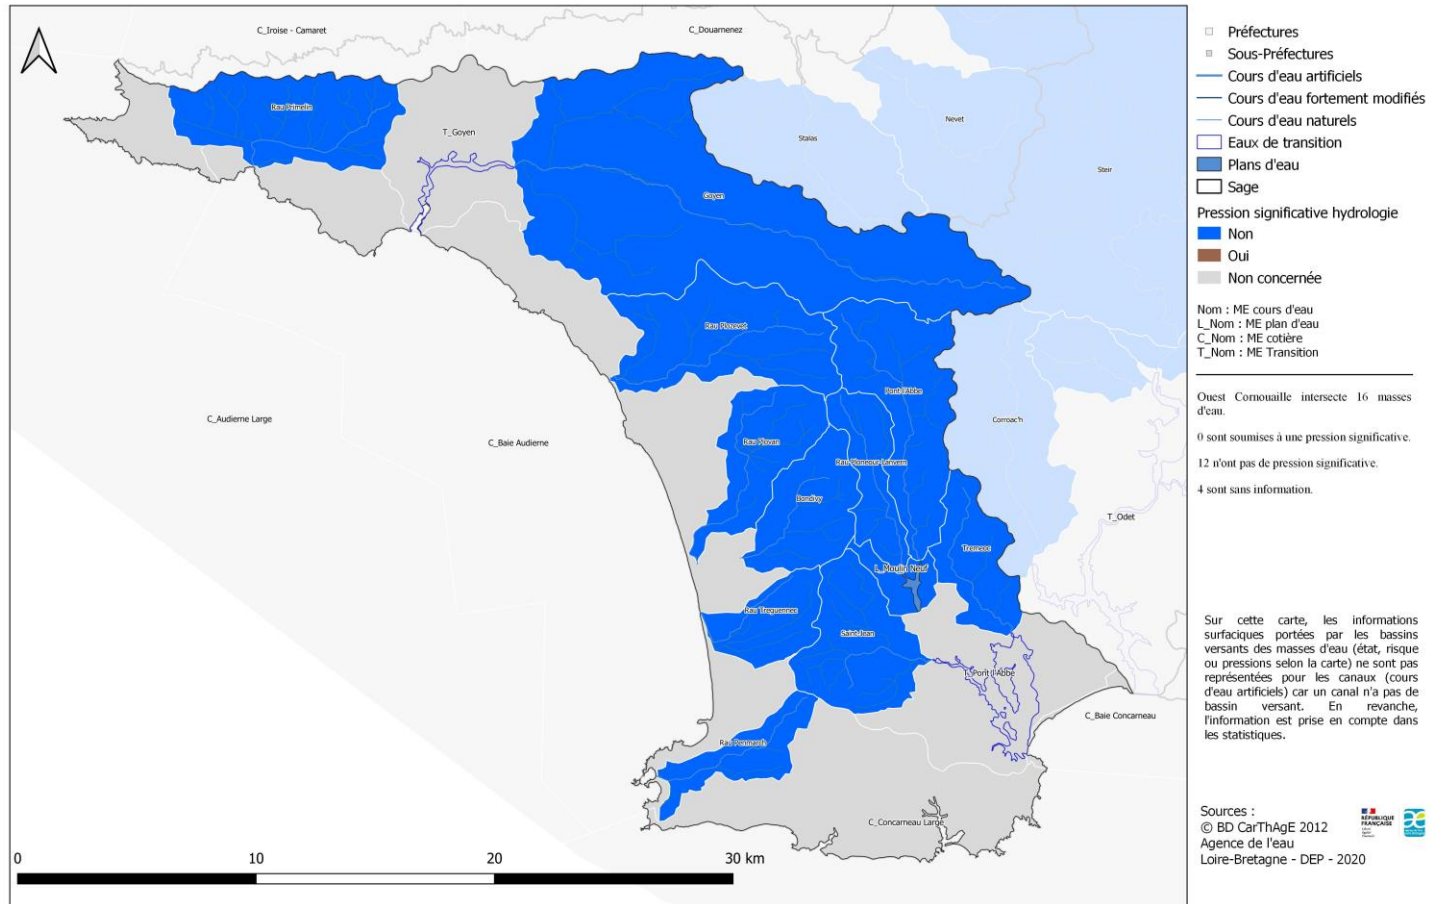 C_Iroise - Camaret
C_Douarnenez
Rau Primelin
T_Goyen
Stalas
Nevet
Steir
Goyen
Rau Plozevet
Pont l'Abbe
Corroac'h
C_Audierne Large
C_Baie Audierne
Rau Plovan
Rau Plonéour-Lanvern
Bondivy
T_Odet
Tremeoc
L_Moulin Neuf
Rau Treguennec
Saint-Jean
T_Pont l'Abbe
C_Baie Concarneau
Rau Penmarch
C_Concarneau Large
0 10 20 30 km
Préfectures
Sous-Préfectures
Cours d'eau artificiels
Cours d'eau fortement modifiés
Cours d'eau naturels
Eaux de transition
Plans d'eau
Sage
Pression significative hydrologie
Non
Oui
Non concernée
Nom : ME cours d'eau
L_Nom : ME plan d'eau
C_Nom : ME cotière
T_Nom : ME Transition
Ouest Cornouaille intersecte 16 masses
d'eau.
0 sont soumises à une pression significative.
12 n'ont pas de pression significative.
4 sont sans information.
Sur cette carte, les informations
surfaciques portées par les bassins
versants des masses d'eau (état, risque
ou pressions selon la carte) ne sont pas
représentées pour les canaux (cours
d'eau artificiels) car un canal n'a pas de
bassin versant. En revanche,
l'information est prise en compte dans
les statistiques.
Sources :
© BD CarThAgE 2012
Agence de l'eau
Loire-Bretagne - DEP - 2020
RÉPUBLIQUE
FRANÇAISE